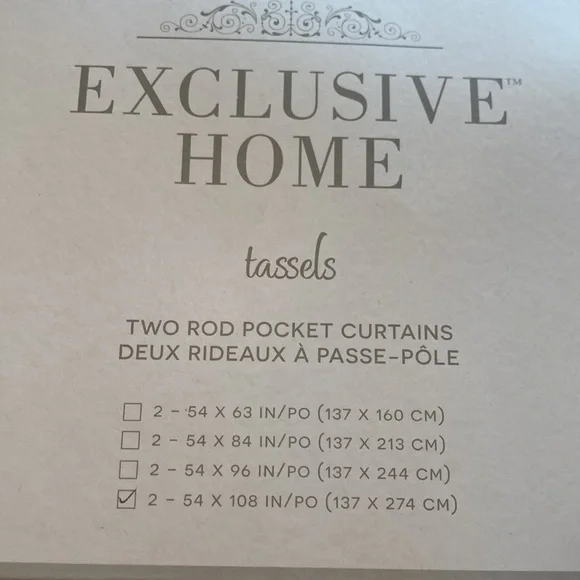 EXCLUSIVE™
HOME
tassels
TWO ROD POCKET CURTAINS
DEUX RIDEAUX À PASSE-PÔLE
☐ 2 - 54 X 63 IN/PO (137 X 160 CM)
☐ 2 - 54 X 84 IN/PO (137 X 213 CM)
☐ 2 - 54 X 96 IN/PO (137 X 244 CM)
☑ 2 - 54 X 108 IN/PO (137 X 274 CM)